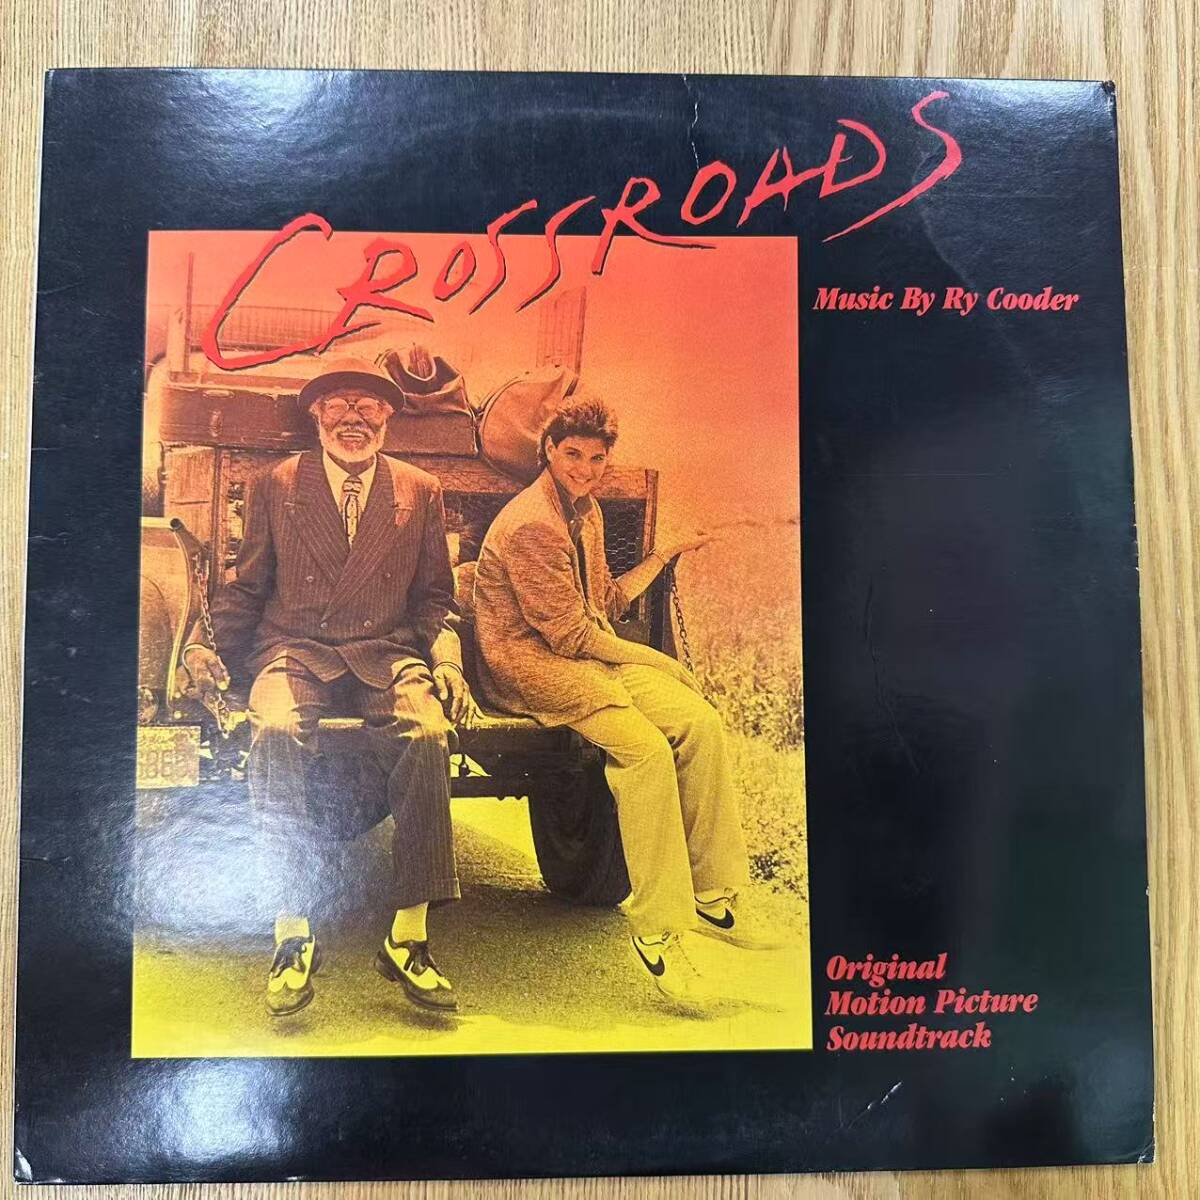 CROSSROADS
Music By Ry Cooder
Original
Motion Picture
Soundtrack